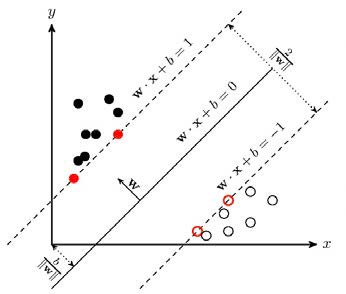 y
w · x + b = 1
2
‖w‖
w · x + b = 0
w · x + b = −1
w
x
b
‖w‖